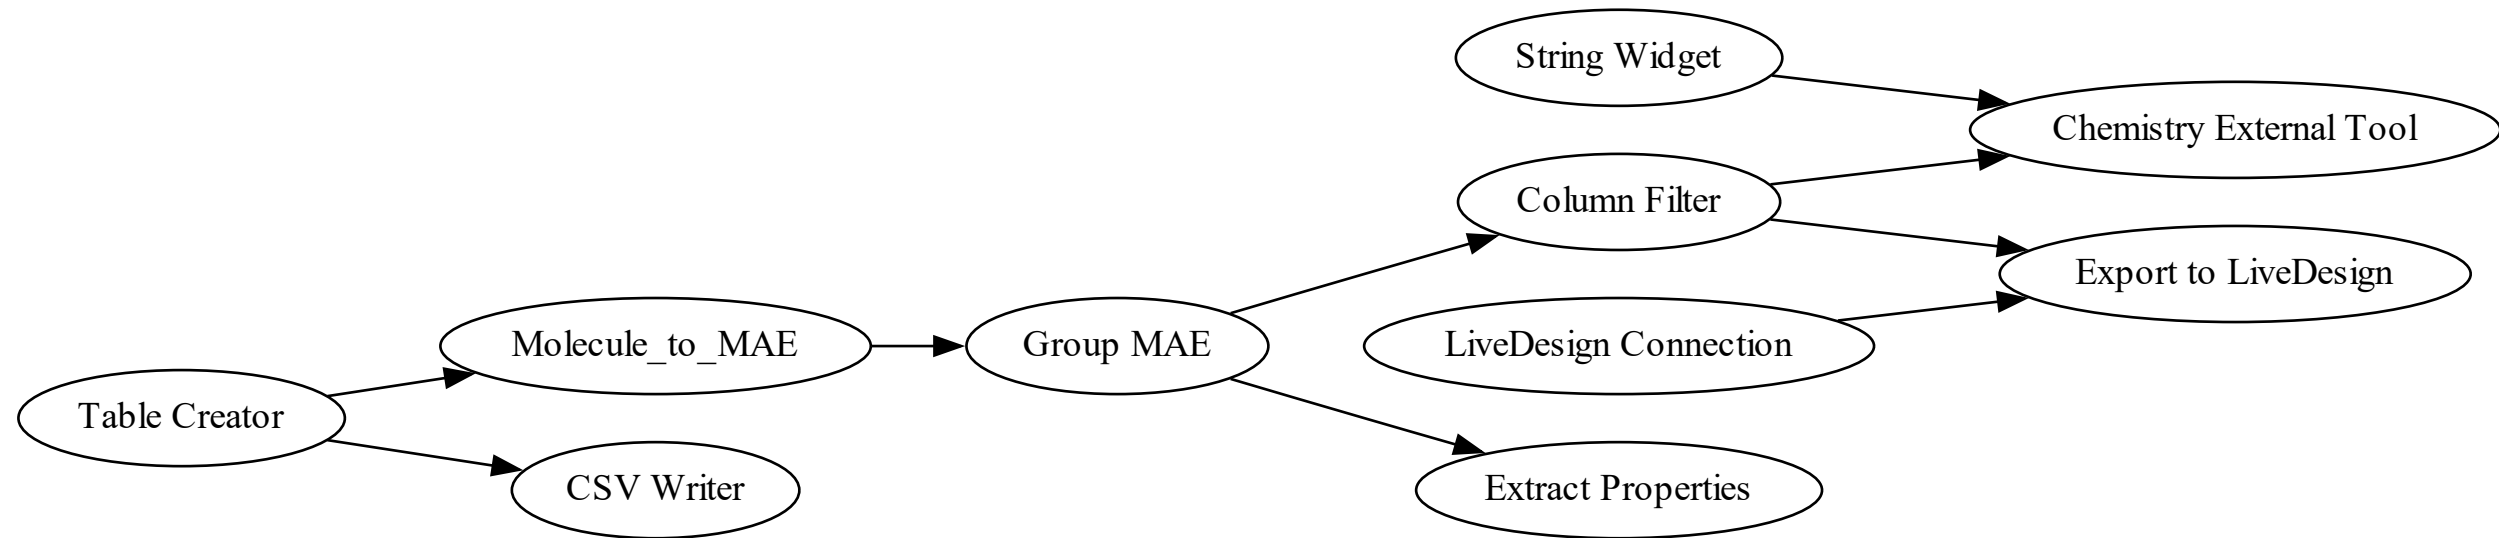 String Widget
Chemistry External Tool
Column Filter
Export to LiveDesign
Molecule_to_MAE
Group MAE
LiveDesign Connection
Table Creator
CSV Writer
Extract Properties